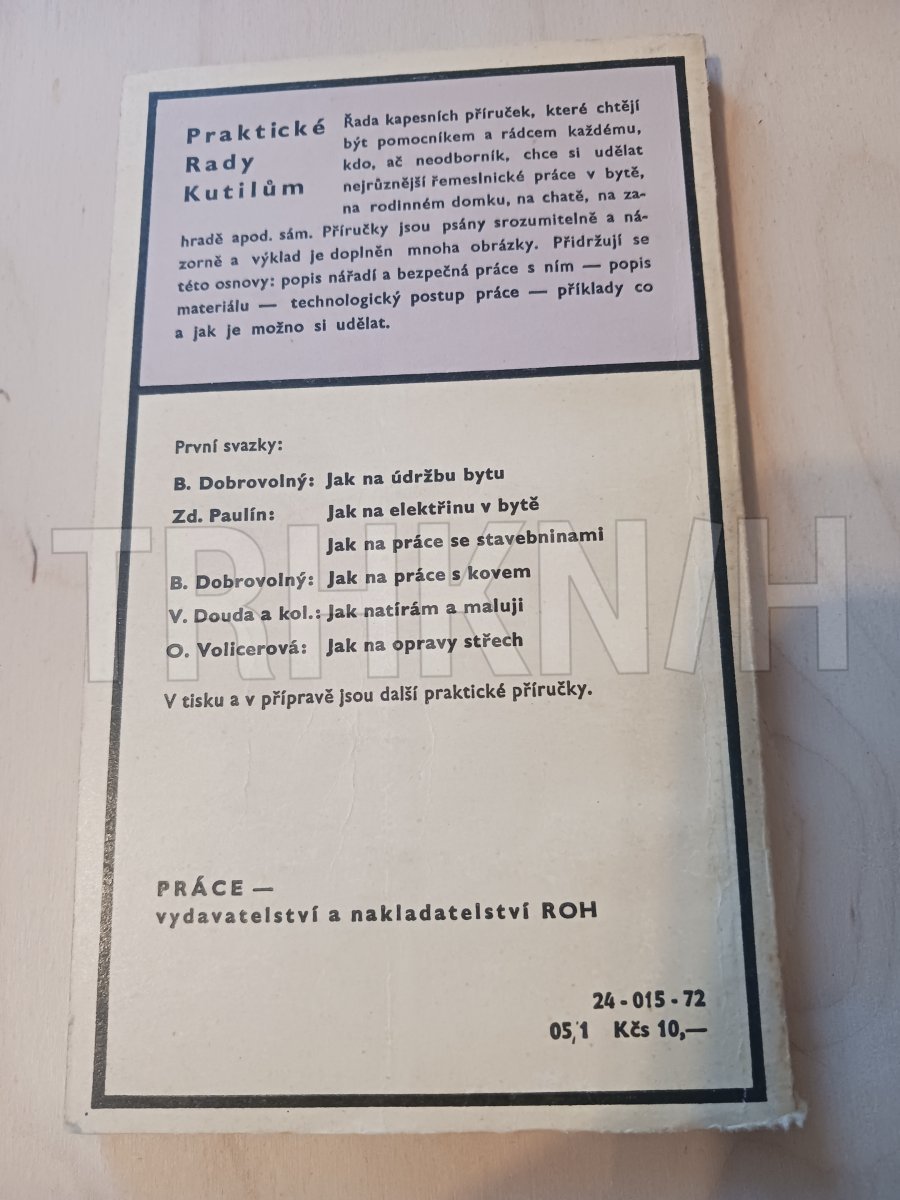 Praktické
Rady
Kutilům
Řada kapesních příruček, které chtějí
být pomocníkem a rádcem každému,
kdo, ač neodborník, chce si udělat
nejrůznější řemeslnické práce v bytě,
na rodinném domku, na chatě, na za-
hradě apod. sám. Příručky jsou psány srozumitelně a ná-
zorně a výklad je doplněn mnoha obrázky. Přidržují se
této osnovy: popis nářadí a bezpečná práce s ním — popis
materiálu — technologický postup práce — příklady co
a jak je možno si udělat.
První svazky:
B. Dobrovolný: Jak na údržbu bytu
Zd. Paulín: Jak na elektřinu v bytě
Jak na práce se stavebninami
B. Dobrovolný: Jak na práce s kovem
V. Douda a kol.: Jak natírám a maluji
O. Volicerová: Jak na opravy střech
V tisku a v přípravě jsou další praktické příručky.
TRHKNIH
PRÁCE —
vydavatelství a nakladatelství ROH
24 - 015 - 72
05/1 Kčs 10,—